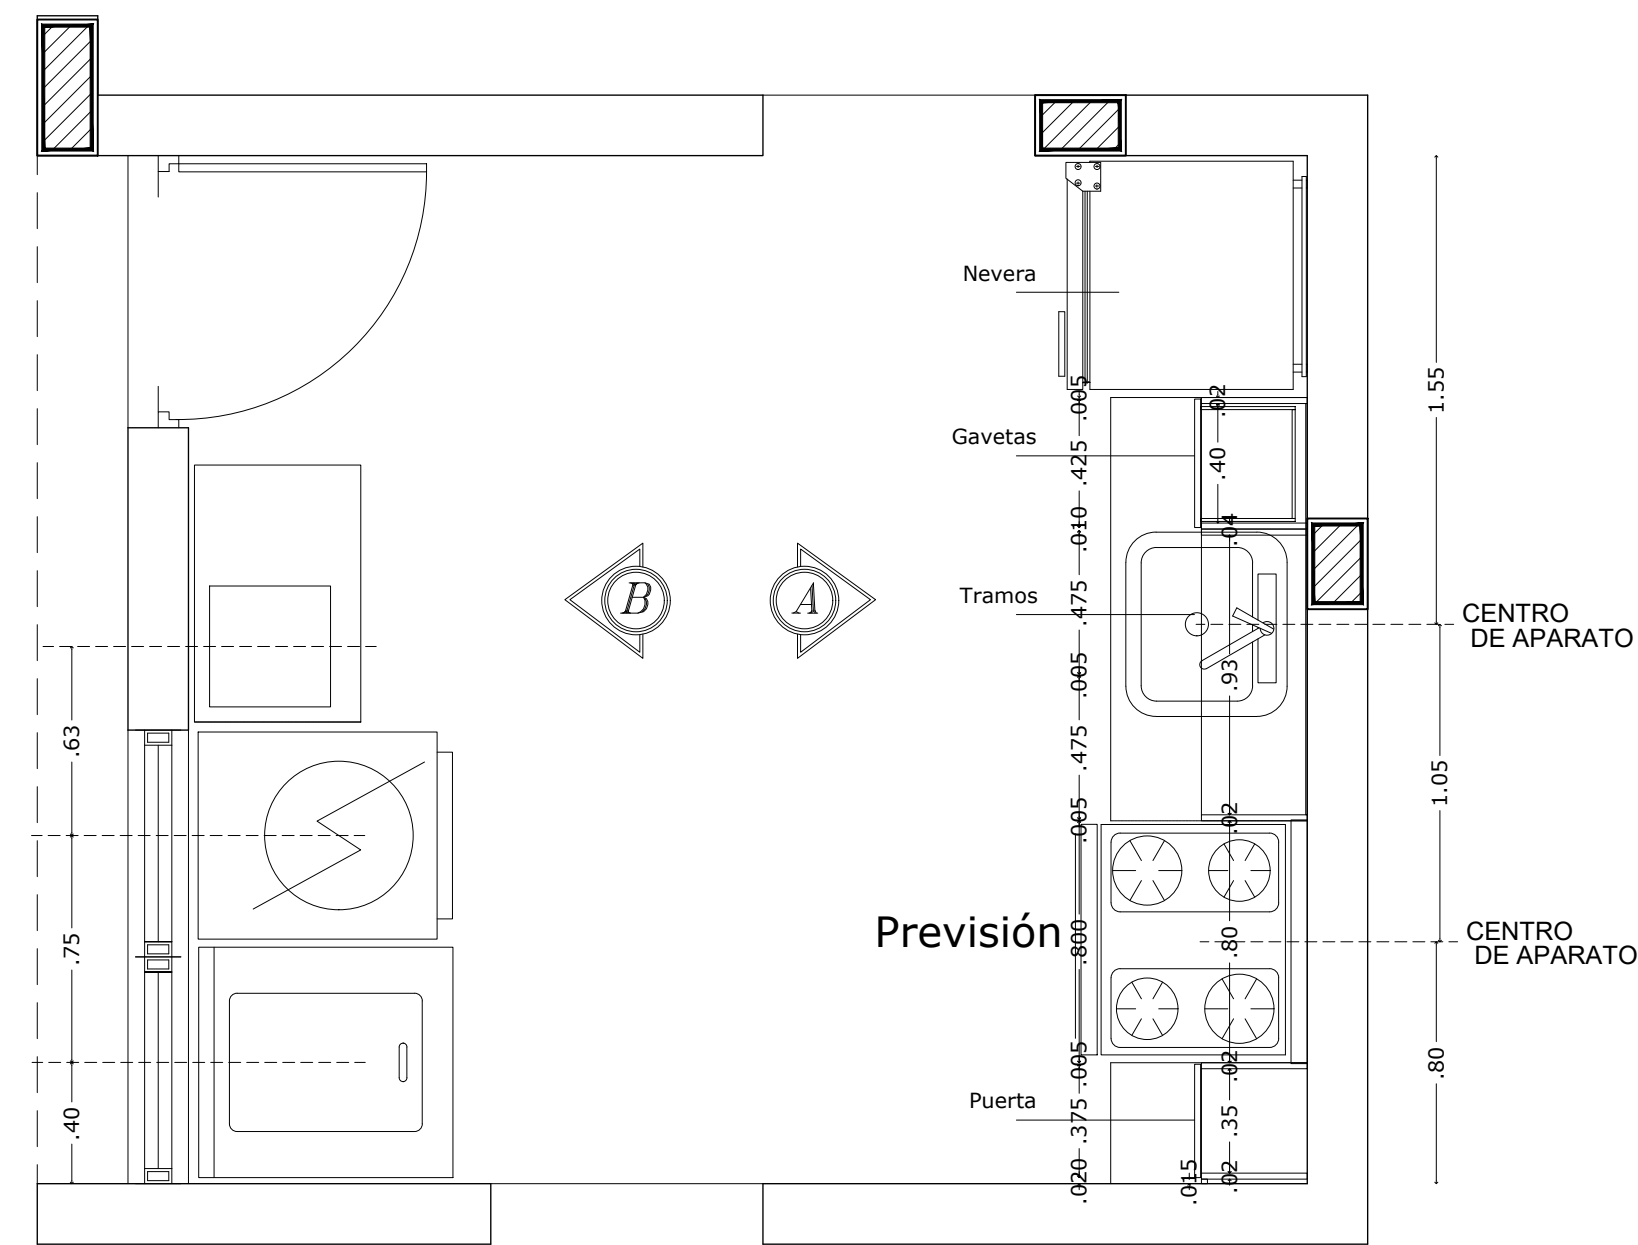 Nevera
.005
.02
1.55
Gavetas
.425
.40
.010
.04
B
A
Tramos
.475
CENTRO
DE APARATO
.005
.93
.63
.475
1.05
.005
.02
Previsión
.800
.80
CENTRO
DE APARATO
.75
.005
.02
.80
Puerta
.375
.35
.40
.020
.015
.02